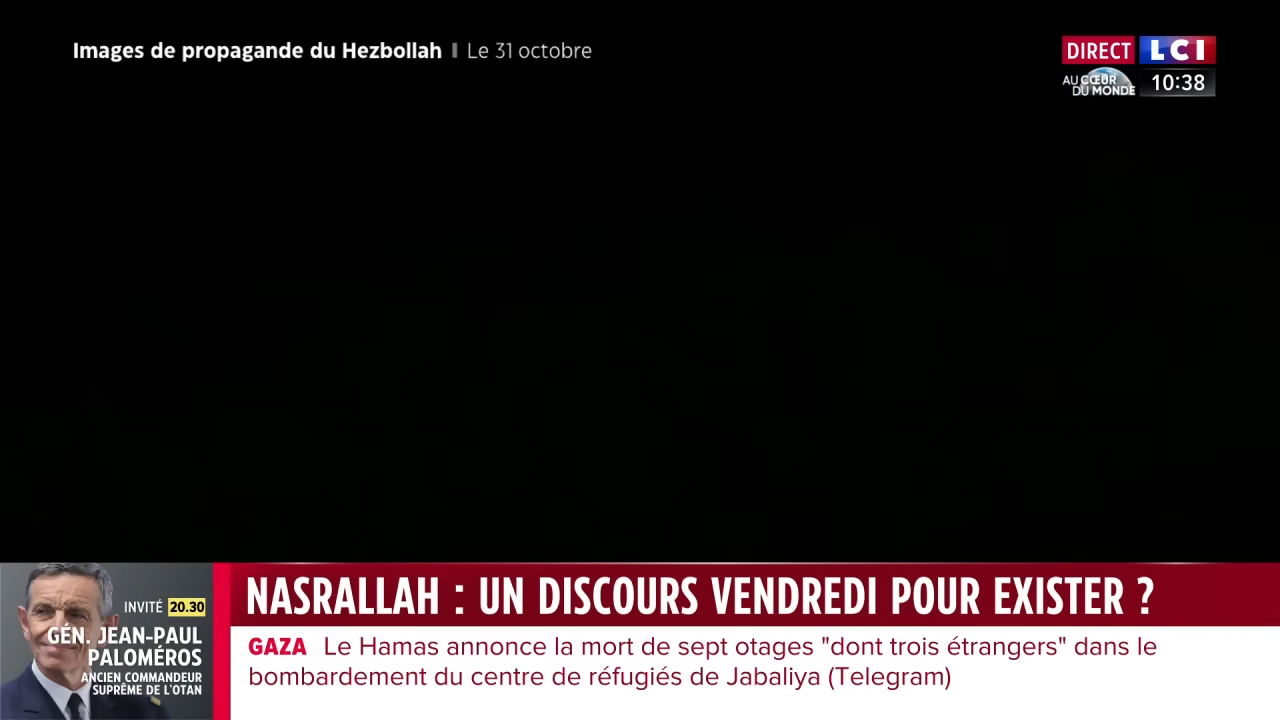 Images de propagande du Hezbollah | Le 31 octobre
DIRECT LCI
AU CŒUR
DU MONDE
10:38
INVITÉ 20.30
GÉN. JEAN-PAUL
PALOMÉROS
ANCIEN COMMANDEUR
SUPRÊME DE L'OTAN
NASRALLAH : UN DISCOURS VENDREDI POUR EXISTER ?
GAZA Le Hamas annonce la mort de sept otages "dont trois étrangers" dans le
bombardement du centre de réfugiés de Jabaliya (Telegram)